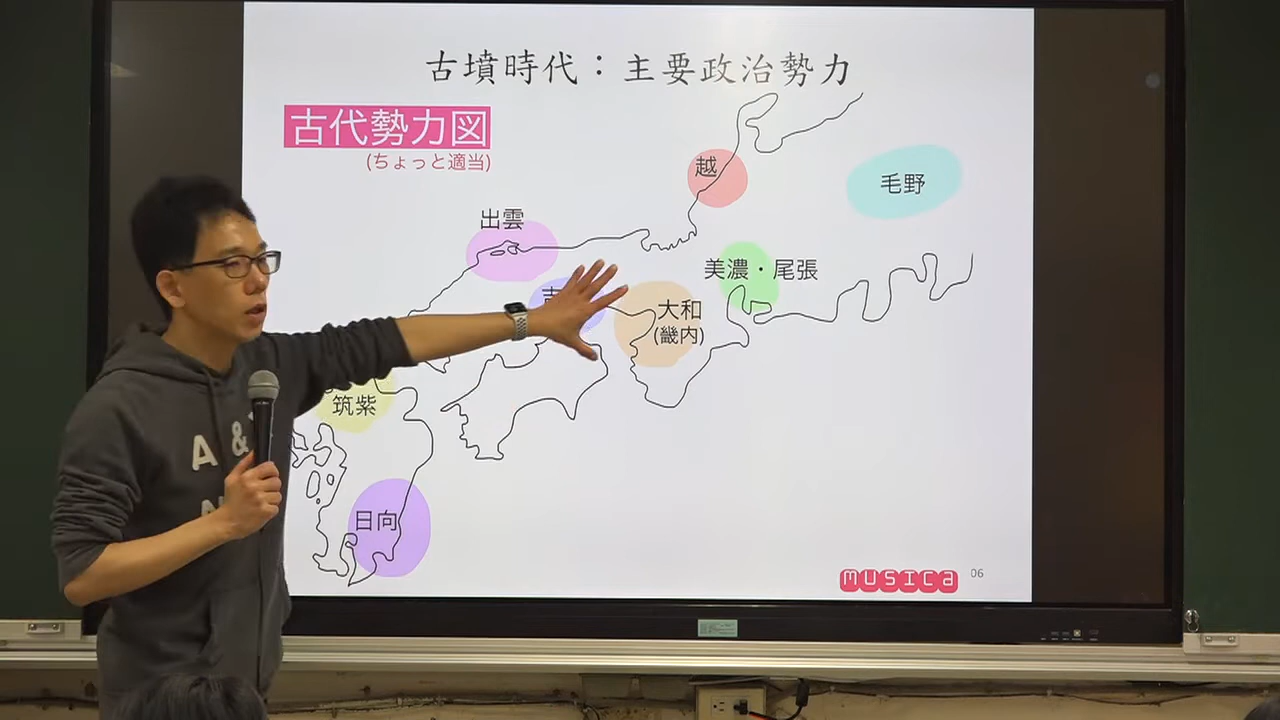 古墳時代：主要政治勢力
古代勢力図
(ちょっと適当)
越
毛野
出雲
美濃・尾張
大和
(畿内)
筑紫
日向
A &
musica
06